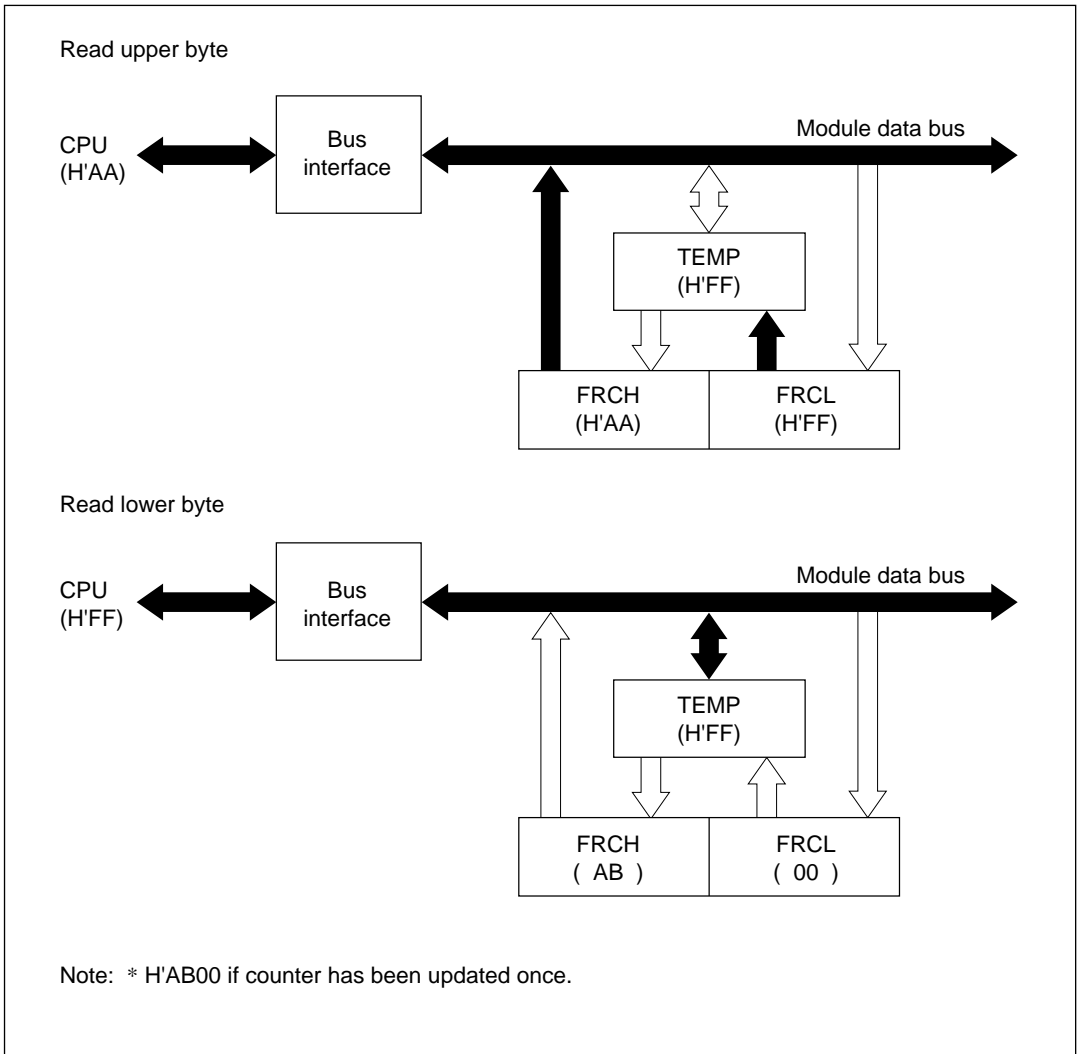 Read upper byte
CPU
(H'AA)
Bus
interface
Module data bus
TEMP
(H'FF)
FRCH
(H'AA)
FRCL
(H'FF)
Read lower byte
CPU
(H'FF)
Bus
interface
Module data bus
TEMP
(H'FF)
FRCH
( AB )
FRCL
( 00 )
Note: * H'AB00 if counter has been updated once.